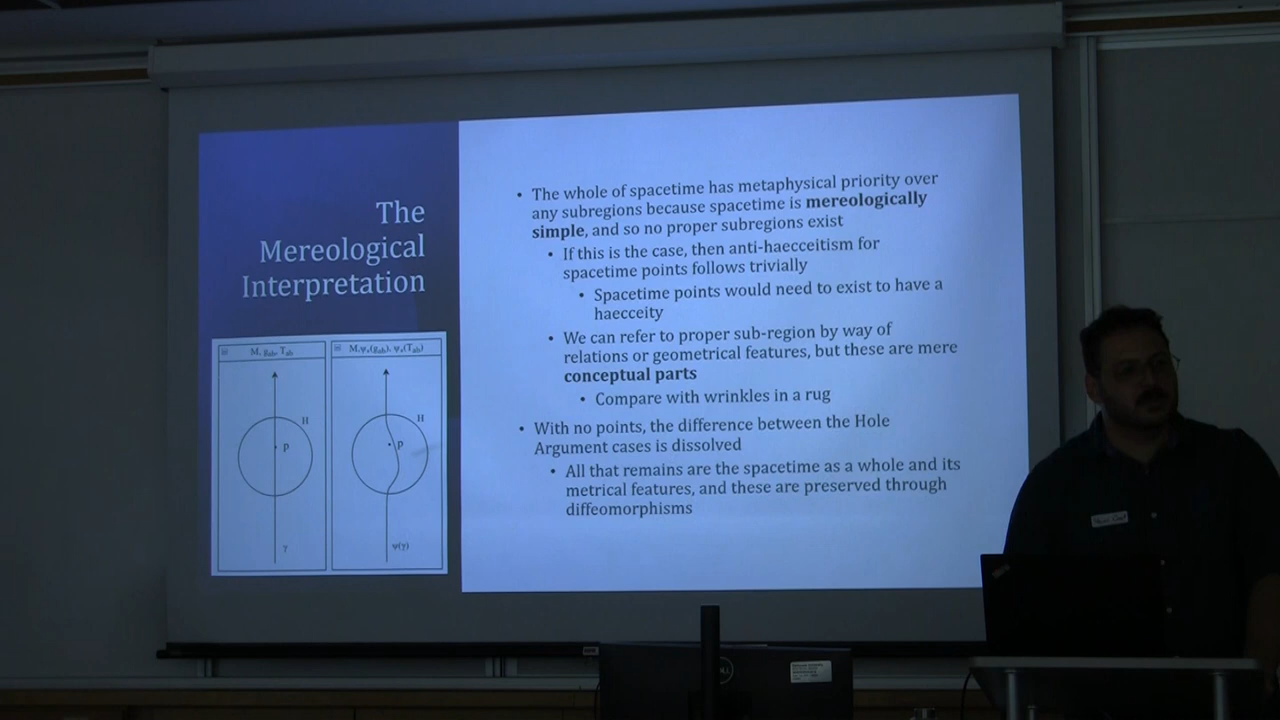 The
Mereological
Interpretation
M, gab, Tab
M,ψ*(gab), ψ*(Tab)
H
H
P
P
γ
ψ(γ)
• The whole of spacetime has metaphysical priority over
any subregions because spacetime is mereologically
simple, and so no proper subregions exist
• If this is the case, then anti-haecceitism for
spacetime points follows trivially
• Spacetime points would need to exist to have a
haecceity
• We can refer to proper sub-region by way of
relations or geometrical features, but these are mere
conceptual parts
• Compare with wrinkles in a rug
• With no points, the difference between the Hole
Argument cases is dissolved
• All that remains are the spacetime as a whole and its
metrical features, and these are preserved through
diffeomorphisms
DELL